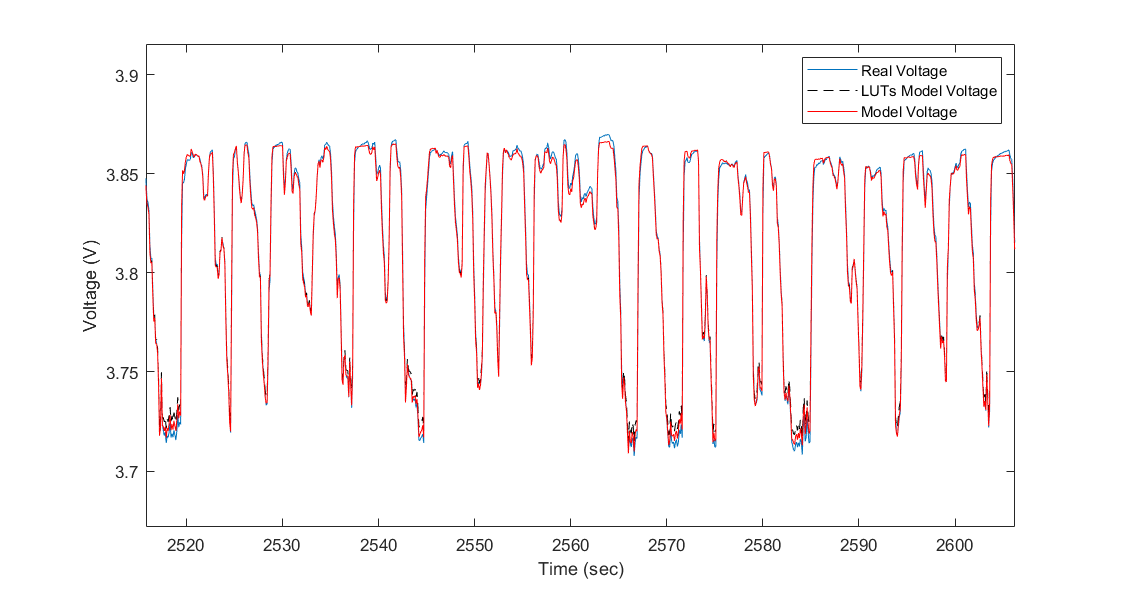 3.9
3.85
3.8
3.75
3.7
Voltage (V)
Real Voltage
LUTs Model Voltage
Model Voltage
2520 2530 2540 2550 2560 2570 2580 2590 2600
Time (sec)